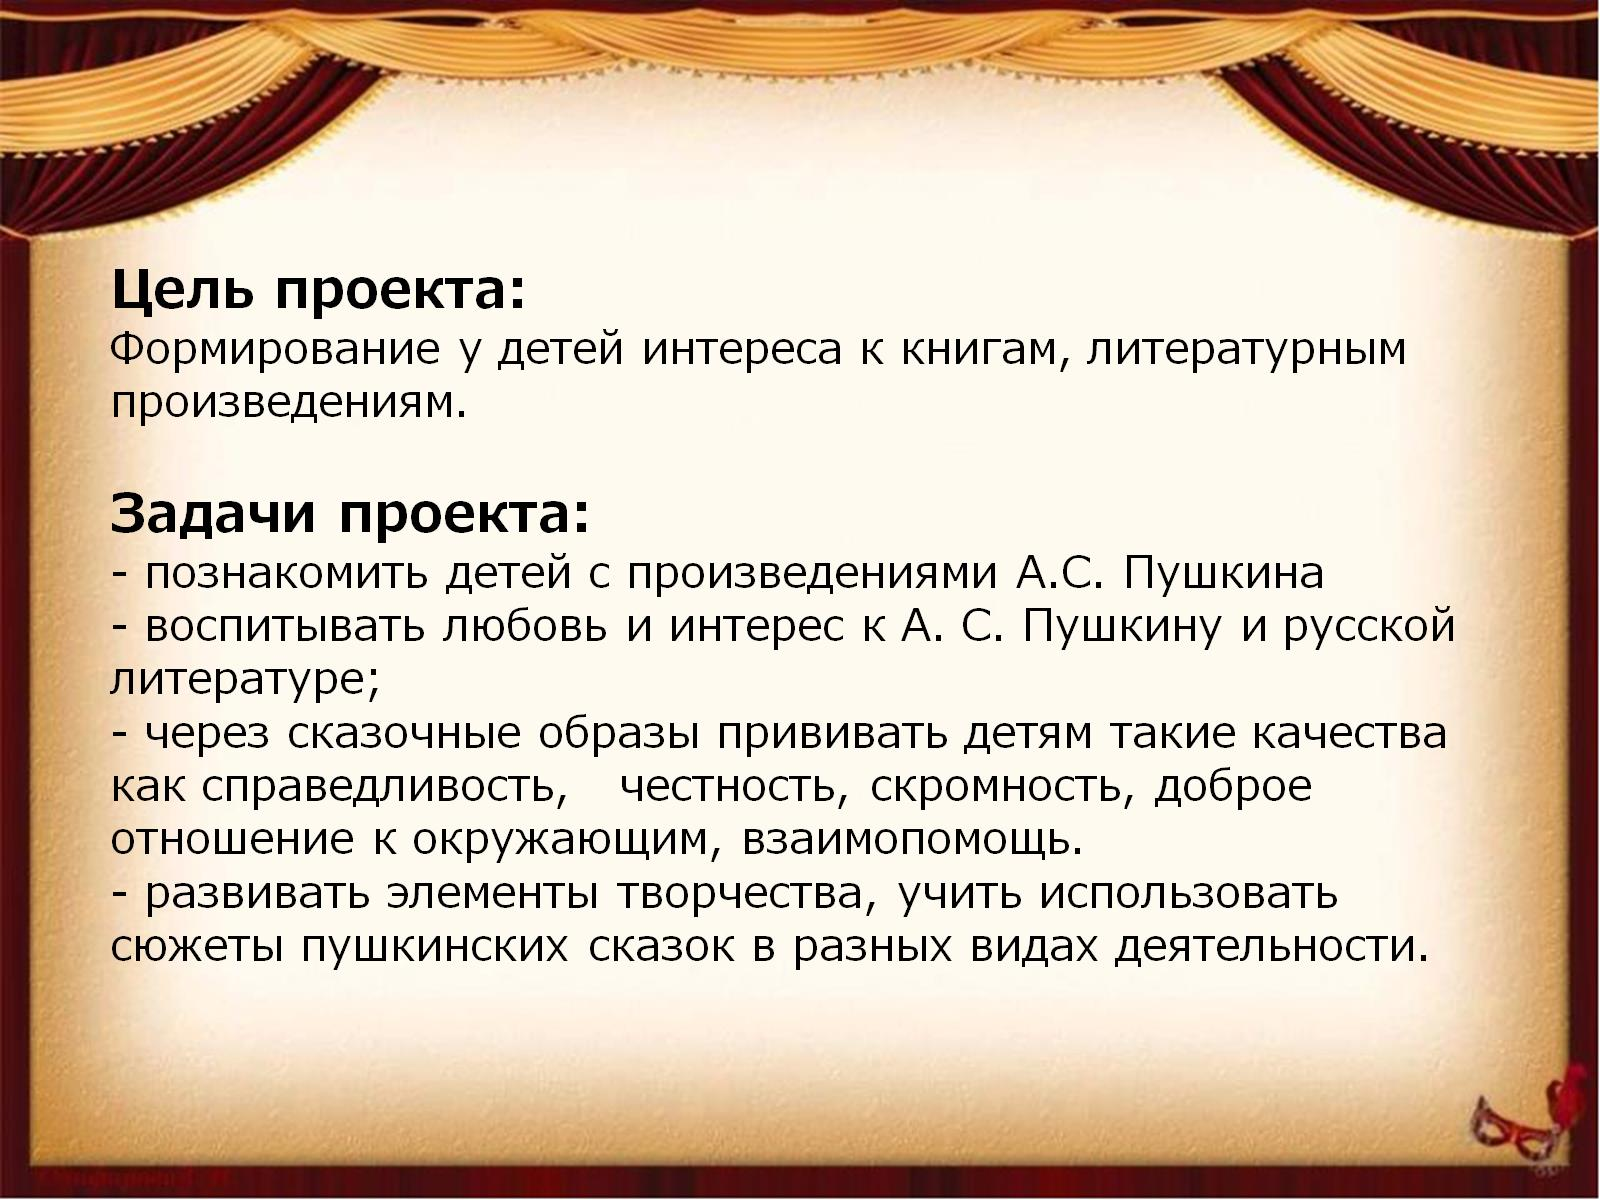 Цель проекта:
Формирование у детей интереса к книгам, литературным
произведениям.
Задачи проекта:
- познакомить детей с произведениями А.С. Пушкина
- воспитывать любовь и интерес к А. С. Пушкину и русской
литературе;
- через сказочные образы прививать детям такие качества
как справедливость, честность, скромность, доброе
отношение к окружающим, взаимопомощь.
- развивать элементы творчества, учить использовать
сюжеты пушкинских сказок в разных видах деятельности.